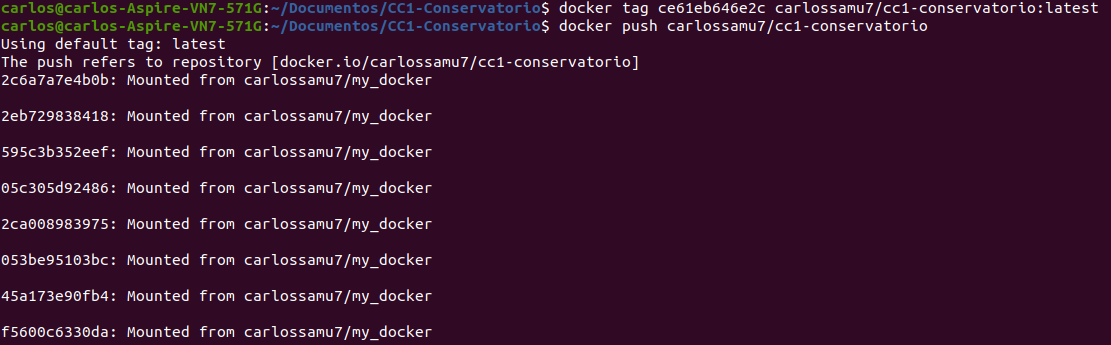 carlos@carlos-Aspire-VN7-571G:~/Documentos/CC1-Conservatorio$ docker tag ce61eb646e2c carlossamu7/cc1-conservatorio:latest
carlos@carlos-Aspire-VN7-571G:~/Documentos/CC1-Conservatorio$ docker push carlossamu7/cc1-conservatorio
Using default tag: latest
The push refers to repository [docker.io/carlossamu7/cc1-conservatorio]
2c6a7a7e4b0b: Mounted from carlossamu7/my_docker
2eb729838418: Mounted from carlossamu7/my_docker
595c3b352eef: Mounted from carlossamu7/my_docker
05c305d92486: Mounted from carlossamu7/my_docker
2ca008983975: Mounted from carlossamu7/my_docker
053be95103bc: Mounted from carlossamu7/my_docker
45a173e90fb4: Mounted from carlossamu7/my_docker
f5600c6330da: Mounted from carlossamu7/my_docker